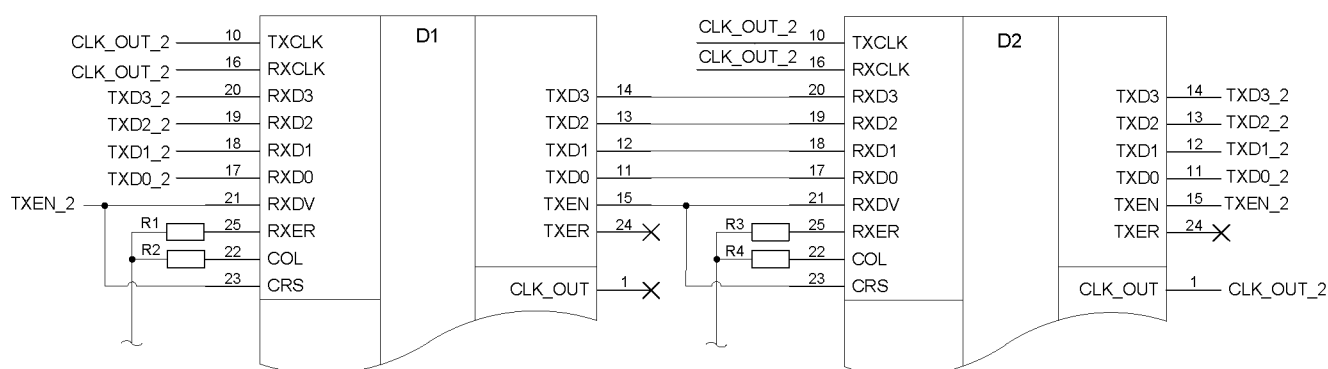 D1
CLK_OUT_2 10 TXCLK
CLK_OUT_2 16 RXCLK
TXD3_2 20 RXD3
TXD2_2 19 RXD2
TXD1_2 18 RXD1
TXD0_2 17 RXD0
TXEN_2 21 RXDV
R1 25 RXER
R2 22 COL
23 CRS
TXD3 14
TXD2 13
TXD1 12
TXD0 11
TXEN 15
TXER 24
CLK_OUT 1
D2
CLK_OUT_2 10 TXCLK
CLK_OUT_2 16 RXCLK
20 RXD3
19 RXD2
18 RXD1
17 RXD0
21 RXDV
R3 25 RXER
R4 22 COL
23 CRS
TXD3 14 TXD3_2
TXD2 13 TXD2_2
TXD1 12 TXD1_2
TXD0 11 TXD0_2
TXEN 15 TXEN_2
TXER 24
CLK_OUT 1 CLK_OUT_2